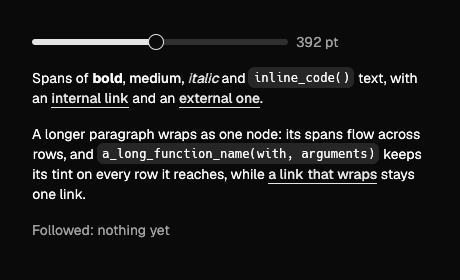 392 pt
Spans of bold, medium, italic and inline_code() text, with
an internal link and an external one.
A longer paragraph wraps as one node: its spans flow across
rows, and a_long_function_name(with, arguments) keeps
its tint on every row it reaches, while a link that wraps stays
one link.
Followed: nothing yet